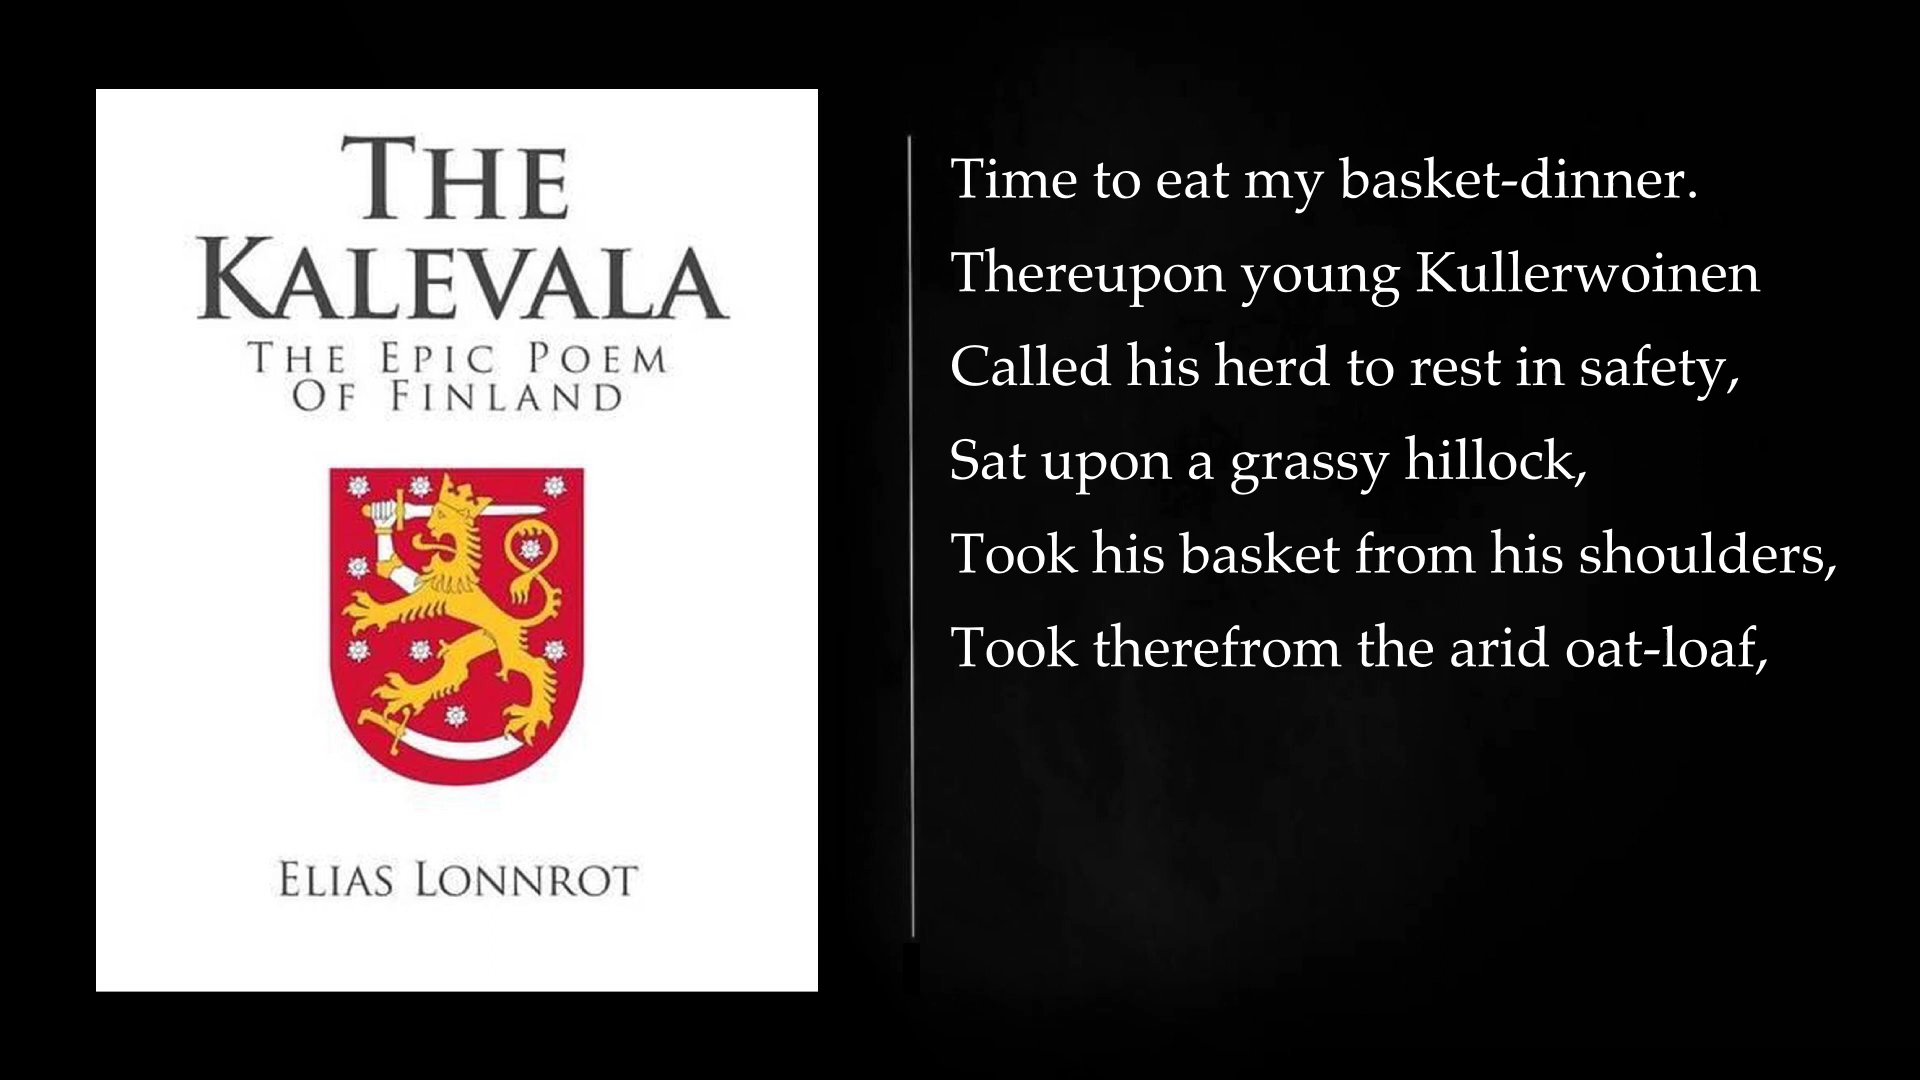 THE
KALEVALA
THE EPIC POEM
OF FINLAND
ELIAS LONNROT
Time to eat my basket-dinner.
Thereupon young Kullerwoinen
Called his herd to rest in safety,
Sat upon a grassy hillock,
Took his basket from his shoulders,
Took therefrom the arid oat-loaf,